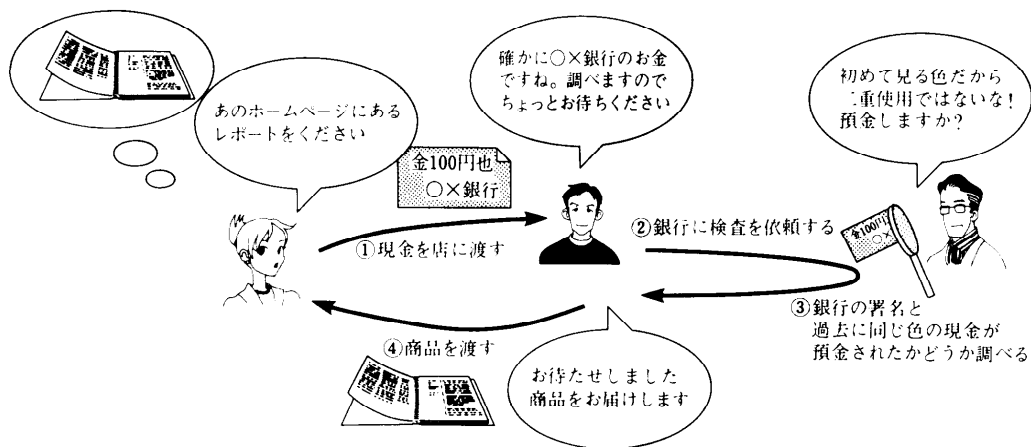 あのホームページにある
レポートをください
確かに○×銀行のお金
ですね。調べますので
ちょっとお待ちください
初めて見る色だから
二重使用ではないな!
預金しますか?
金100円也
○×銀行
①現金を店に渡す
②銀行に検査を依頼する
金100円
○×
③銀行の署名と
過去に同じ色の現金が
預金されたかどうか調べる
④商品を渡す
お待たせしました
商品をお届けします